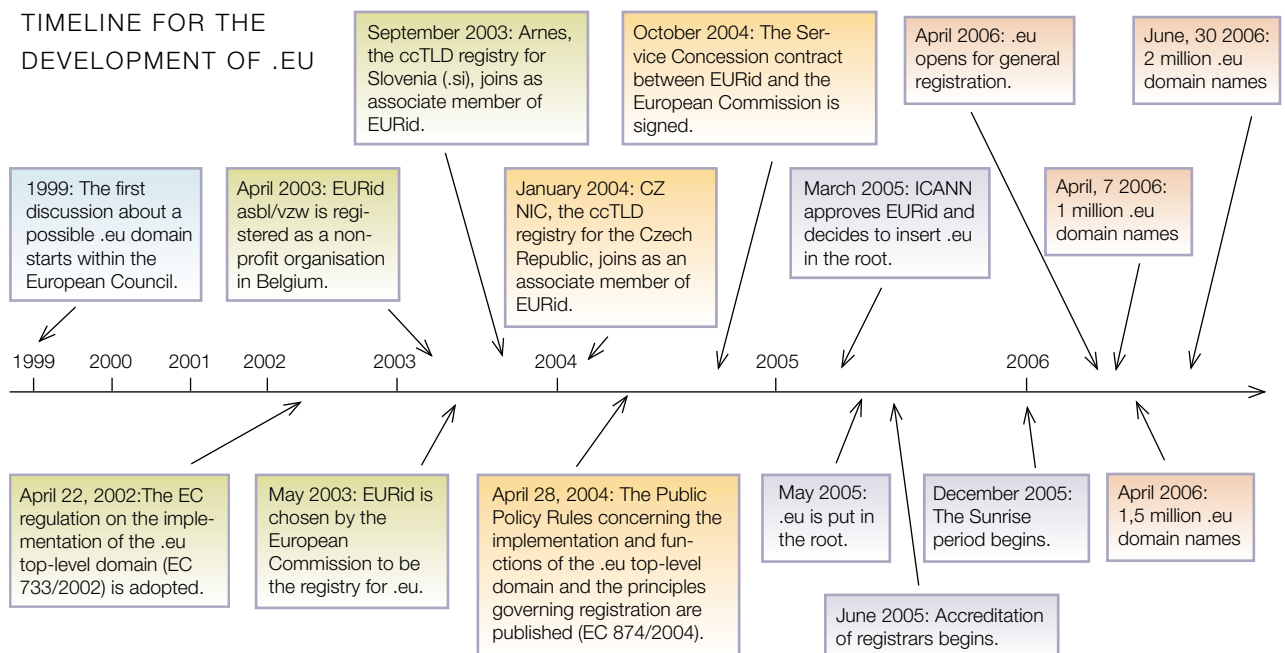 TIMELINE FOR THE
DEVELOPMENT OF .EU
September 2003: Arnes,
the ccTLD registry for
Slovenia (.si), joins as
associate member of
EURid.
October 2004: The Ser-
vice Concession contract
between EURid and the
European Commission is
signed.
April 2006: .eu
opens for general
registration.
June, 30 2006:
2 million .eu
domain names
1999: The first
discussion about a
possible .eu domain
starts within the
European Council.
April 2003: EURid
asbl/vzw is regi-
stered as a non-
profit organisation
in Belgium.
January 2004: CZ
NIC, the ccTLD
registry for the Czech
Republic, joins as an
associate member of
EURid.
March 2005: ICANN
approves EURid and
decides to insert .eu
in the root.
April, 7 2006:
1 million .eu
domain names
1999 2000 2001 2002 2003 2004 2005 2006
April 22, 2002:The EC
regulation on the imple-
mentation of the .eu
top-level domain (EC
733/2002) is adopted.
May 2003: EURid is
chosen by the
European
Commission to be
the registry for .eu.
April 28, 2004: The Public
Policy Rules concerning the
implementation and func-
tions of the .eu top-level
domain and the principles
governing registration are
published (EC 874/2004).
May 2005:
.eu is put in
the root.
December 2005:
The Sunrise
period begins.
April 2006:
1,5 million .eu
domain names
June 2005: Accreditation
of registrars begins.